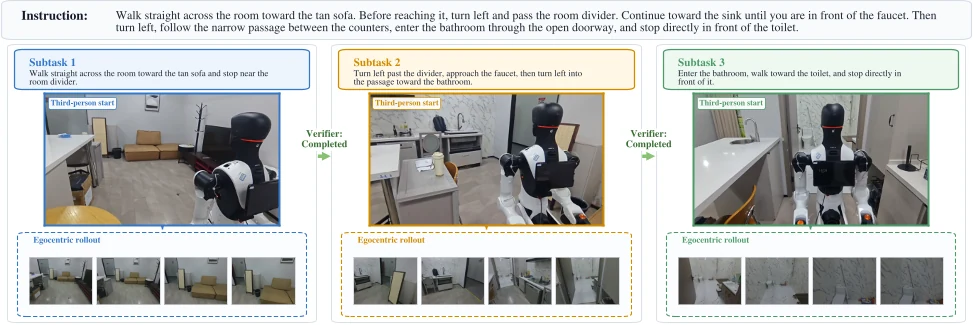 Instruction: Walk straight across the room toward the tan sofa. Before reaching it, turn left and pass the room divider. Continue toward the sink until you are in front of the faucet. Then
turn left, follow the narrow passage between the counters, enter the bathroom through the open doorway, and stop directly in front of the toilet.
Subtask 1
Walk straight across the room toward the tan sofa and stop near the
room divider.
Third-person start
Egocentric rollout
Verifier:
Completed
Subtask 2
Turn left past the divider, approach the faucet, then turn left into
the passage toward the bathroom.
Third-person start
Egocentric rollout
Verifier:
Completed
Subtask 3
Enter the bathroom, walk toward the toilet, and stop directly in
front of it.
Third-person start
Egocentric rollout